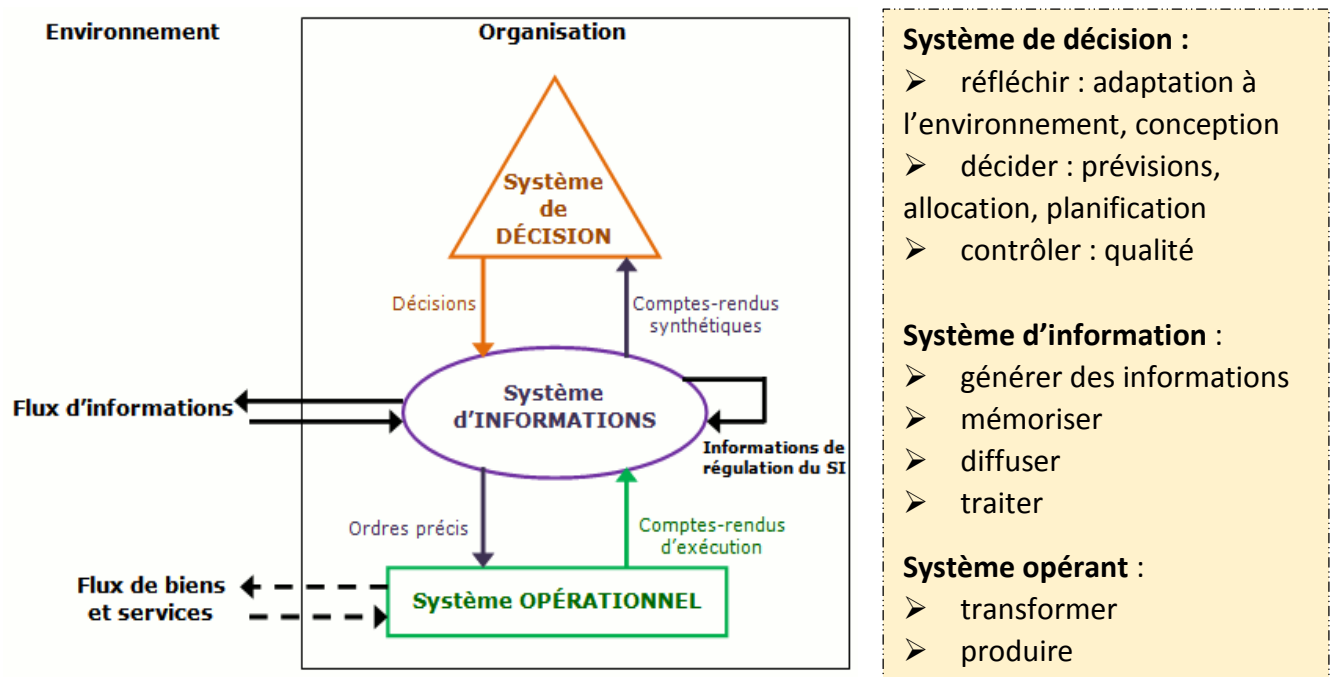 Environnement
Organisation
Système
de
DÉCISION
Décisions
Comptes-rendus
synthétiques
Flux d'informations
Système
d'INFORMATIONS
Informations de
régulation du SI
Ordres précis
Comptes-rendus
d'exécution
Flux de biens
et services
Système OPÉRATIONNEL
Système de décision :
➢ réfléchir : adaptation à
l’environnement, conception
➢ décider : prévisions,
allocation, planification
➢ contrôler : qualité
Système d’information :
➢ générer des informations
➢ mémoriser
➢ diffuser
➢ traiter
Système opérant :
➢ transformer
➢ produire